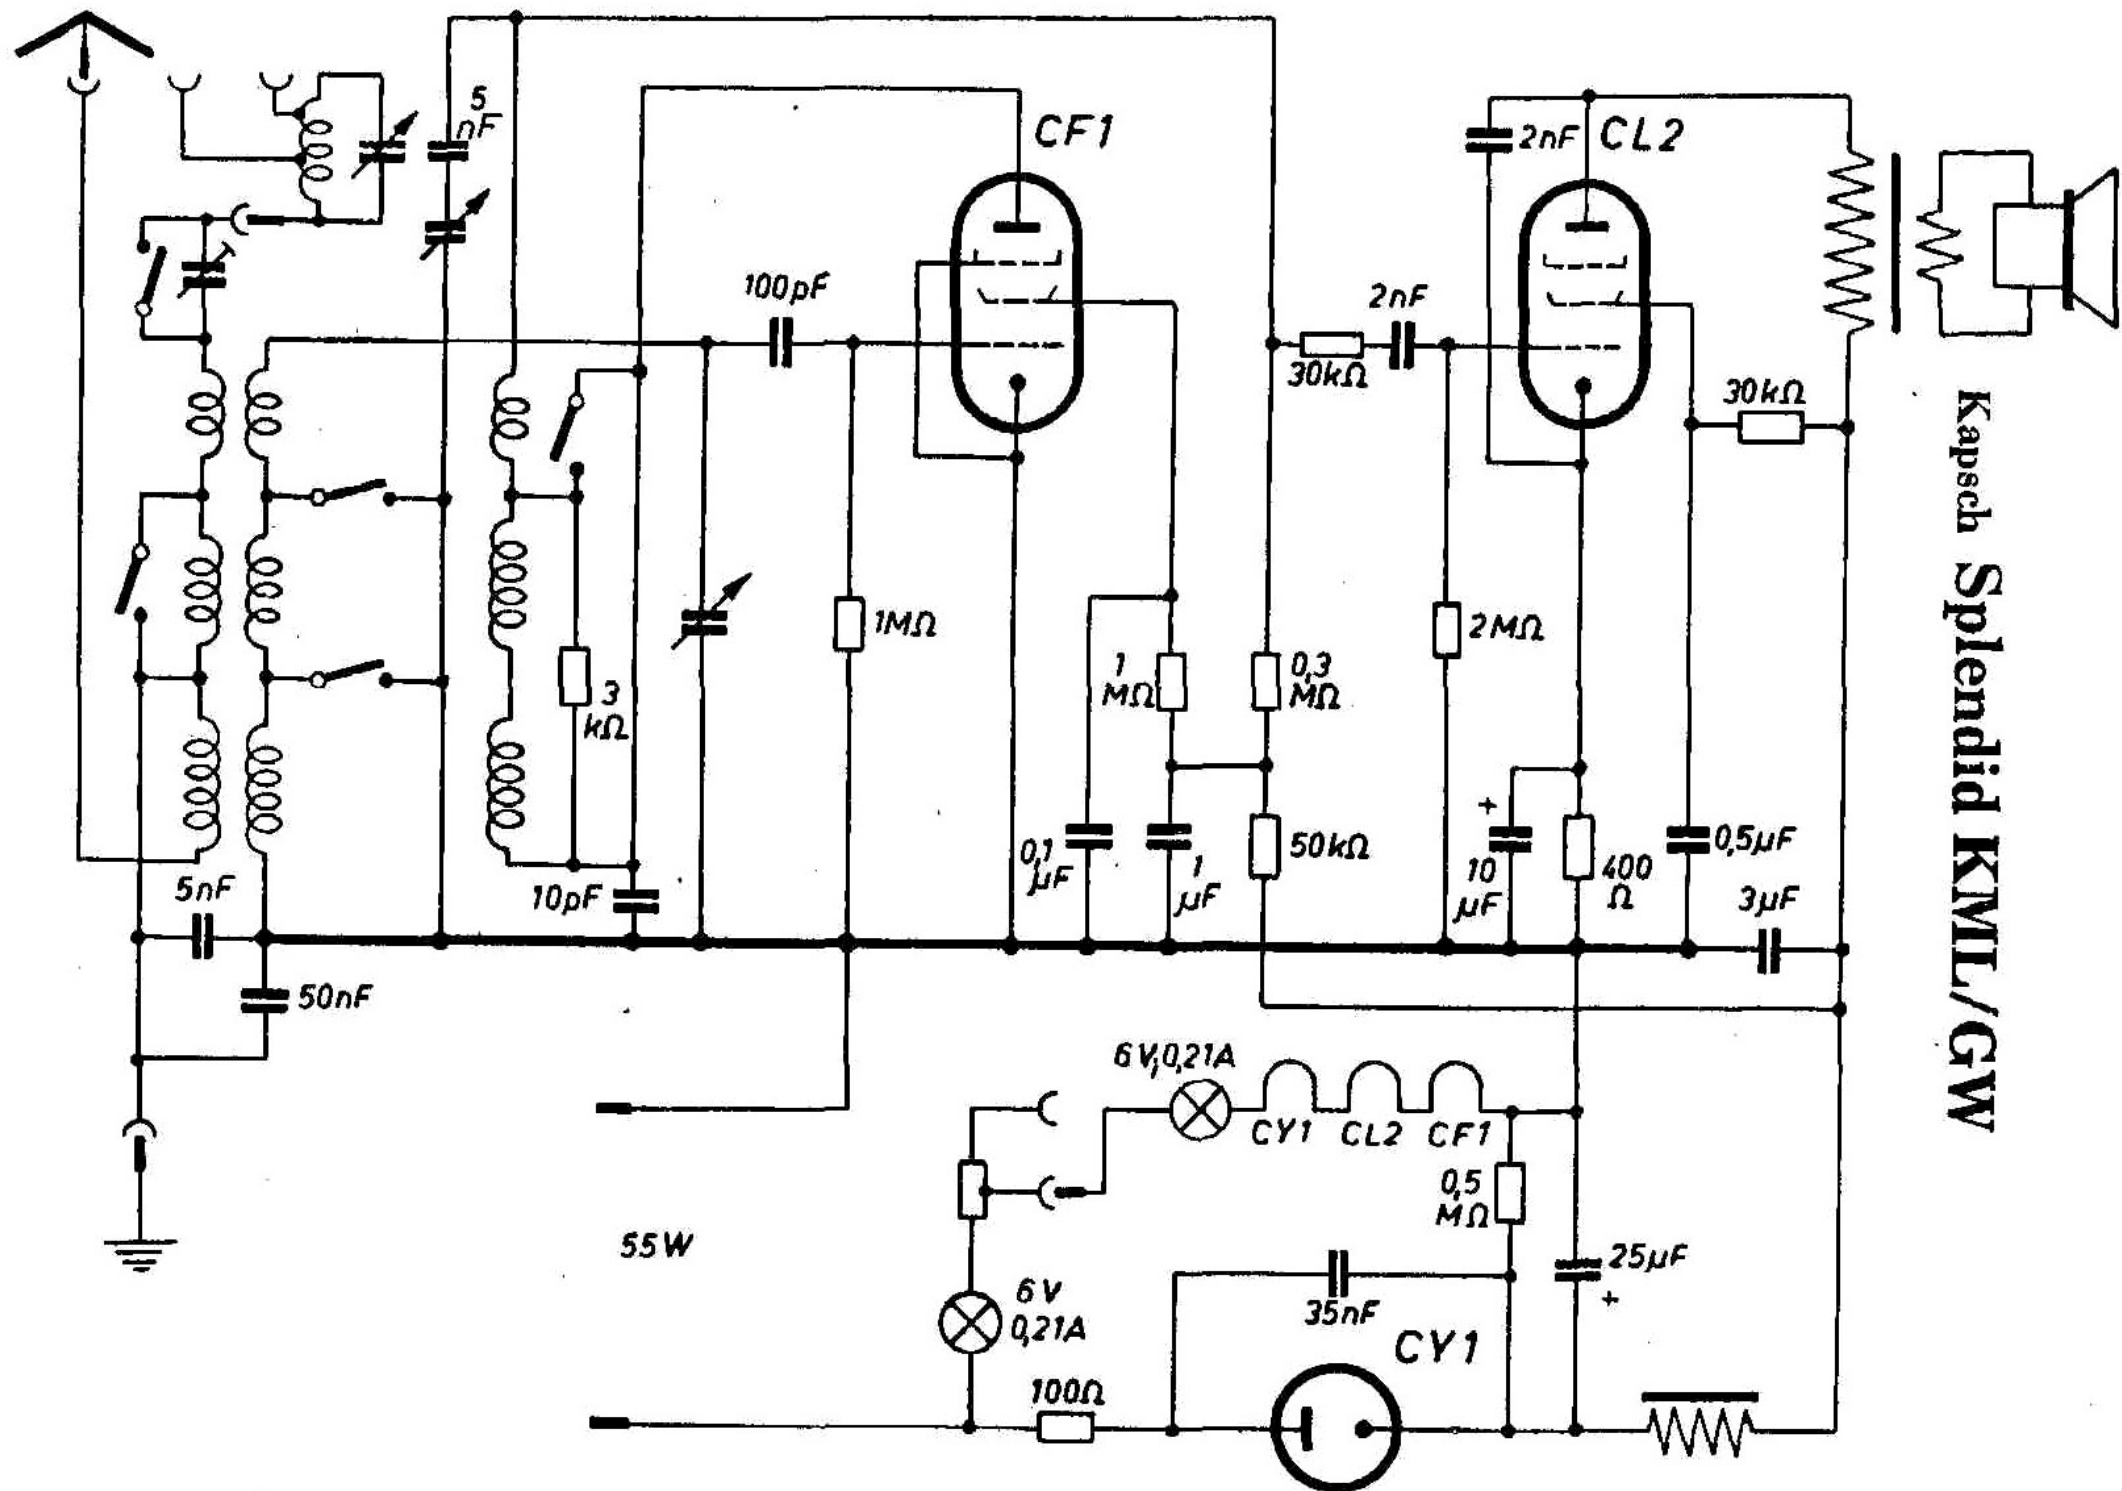 5
nF
CF1
2nF
CL2
100pF
2nF
30kΩ
30kΩ
1MΩ
2MΩ
3
kΩ
1
MΩ
0,3
MΩ
5nF
10pF
0,1
µF
1
µF
50kΩ
+
10
µF
400
Ω
0,5µF
3µF
50nF
6V,0,21A
CY1
CL2
CF1
0,5
MΩ
55W
25µF
+
6V
0,21A
35nF
CY1
100Ω
Kapsch Splendid KML/GW